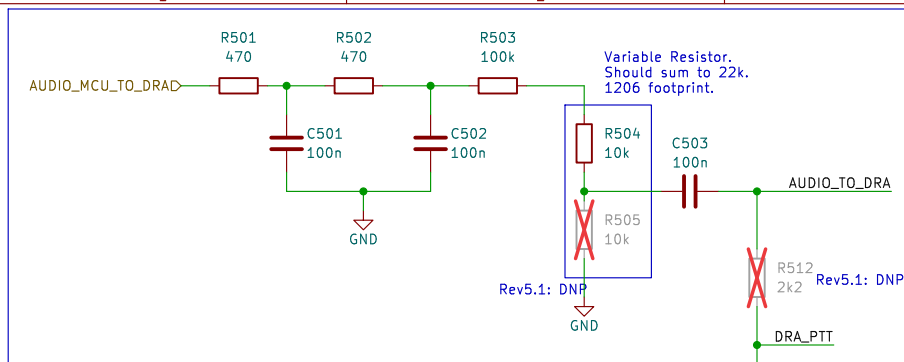 R501
470
R502
470
R503
100k
Variable Resistor.
Should sum to 22k.
1206 footprint.
AUDIO_MCU_TO_DRA
C501
100n
C502
100n
R504
10k
C503
100n
AUDIO_TO_DRA
GND
R505
10k
R512
2k2
Rev5.1: DNP
Rev5.1: DNP
GND
DRA_PTT